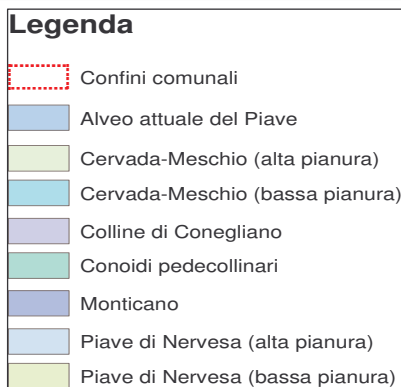 Legenda
Confini comunali
Alveo attuale del Piave
Cervada-Meschio (alta pianura)
Cervada-Meschio (bassa pianura)
Colline di Conegliano
Conoidi pedecollinari
Monticano
Piave di Nervesa (alta pianura)
Piave di Nervesa (bassa pianura)